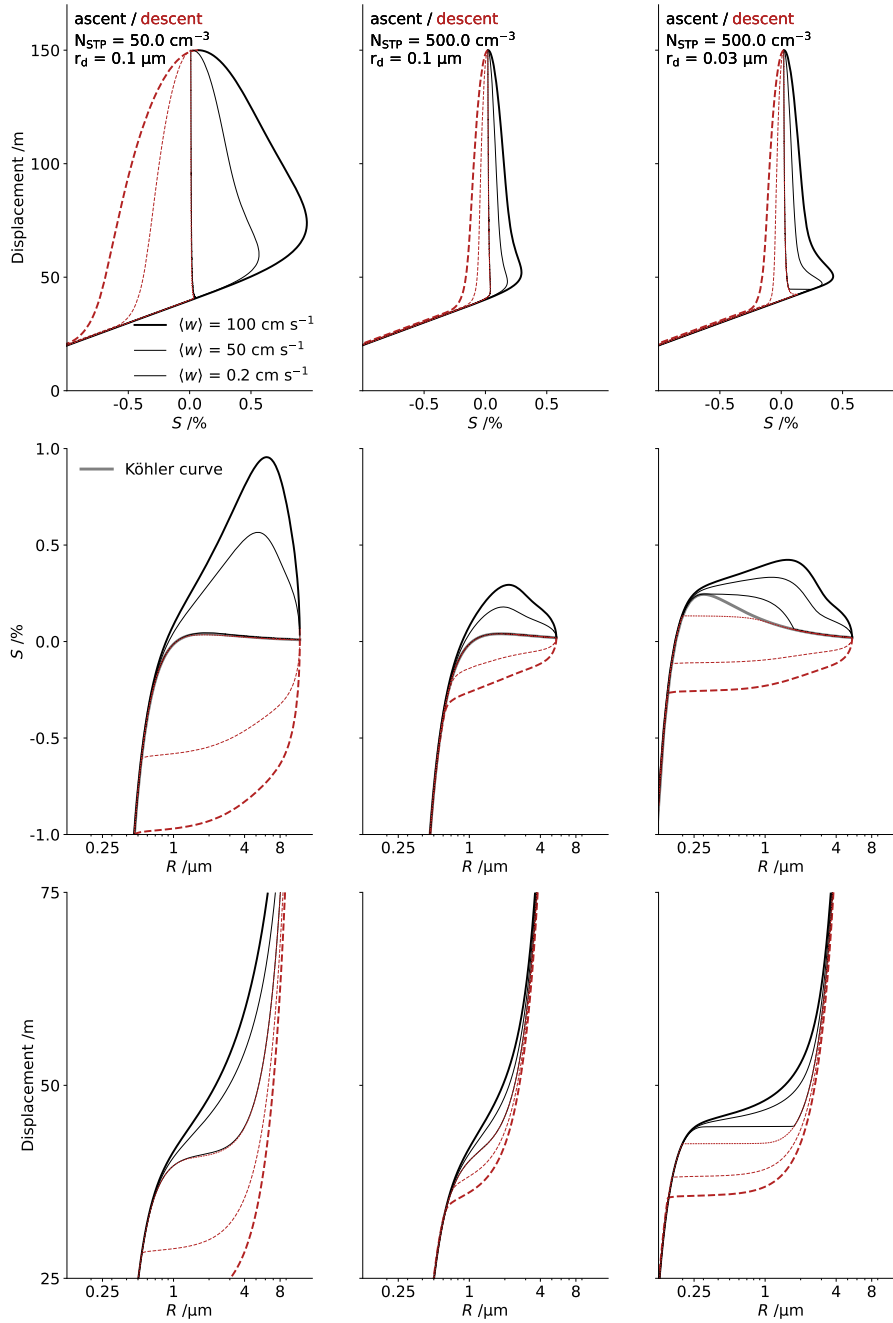 ascent / descent
N_STP = 50.0 cm⁻³
r_d = 0.1 µm
ascent / descent
N_STP = 500.0 cm⁻³
r_d = 0.1 µm
ascent / descent
N_STP = 500.0 cm⁻³
r_d = 0.03 µm
150
100
50
0
Displacement /m
⟨w⟩ = 100 cm s⁻¹
⟨w⟩ = 50 cm s⁻¹
⟨w⟩ = 0.2 cm s⁻¹
-0.5 0.0 0.5
S /%
-0.5 0.0 0.5
S /%
-0.5 0.0 0.5
S /%
1.0
0.5
0.0
-0.5
-1.0
S /%
Köhler curve
0.25 1 4 8
R /µm
0.25 1 4 8
R /µm
0.25 1 4 8
R /µm
75
50
25
Displacement /m
0.25 1 4 8
R /µm
0.25 1 4 8
R /µm
0.25 1 4 8
R /µm